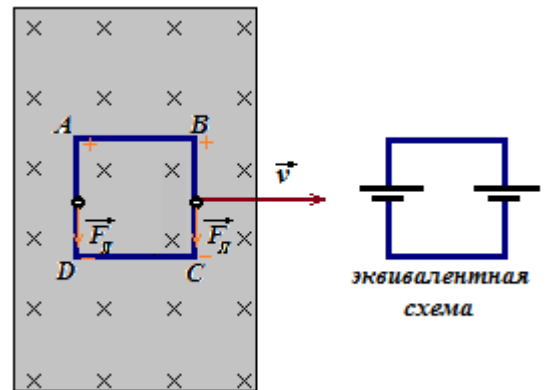 A B
v
F_Л F_Л
D C
эквивалентная
схема